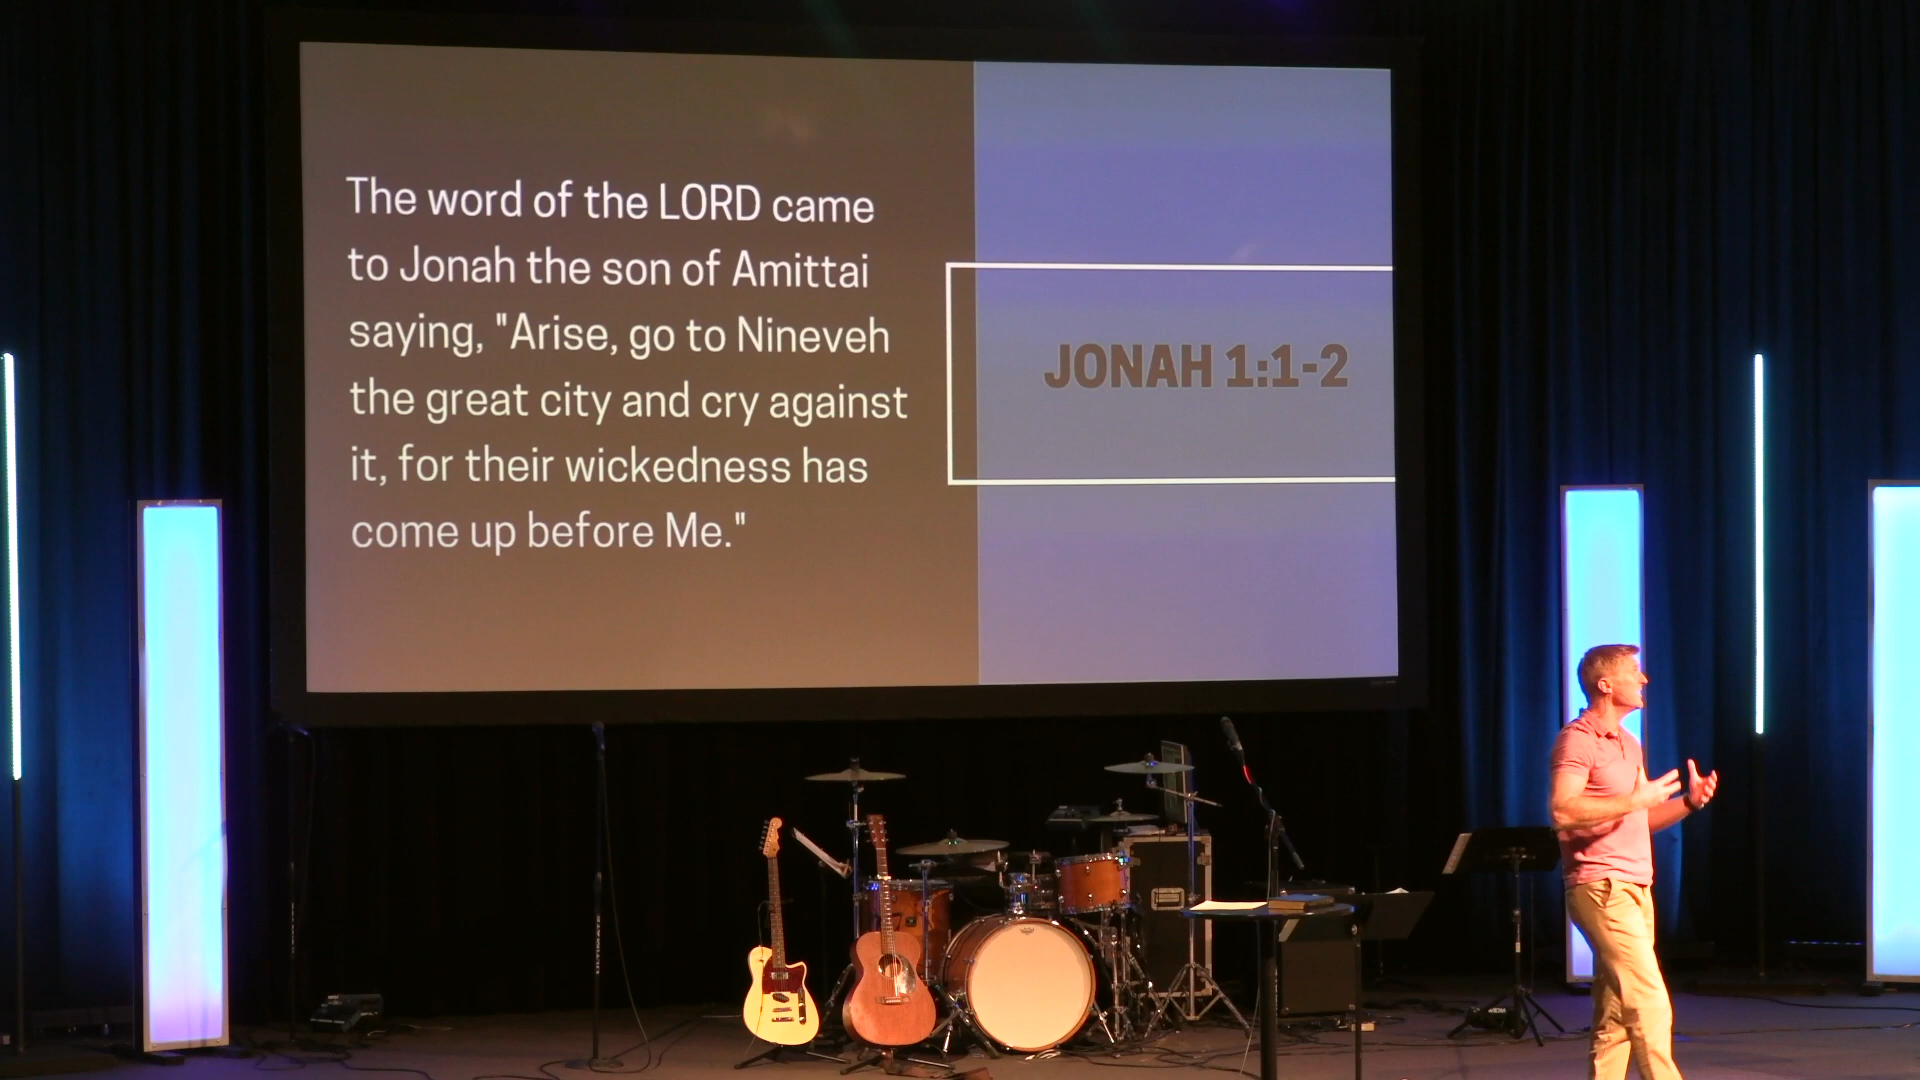 The word of the LORD came
to Jonah the son of Amittai
saying, "Arise, go to Nineveh
the great city and cry against
it, for their wickedness has
come up before Me."
JONAH 1:1-2